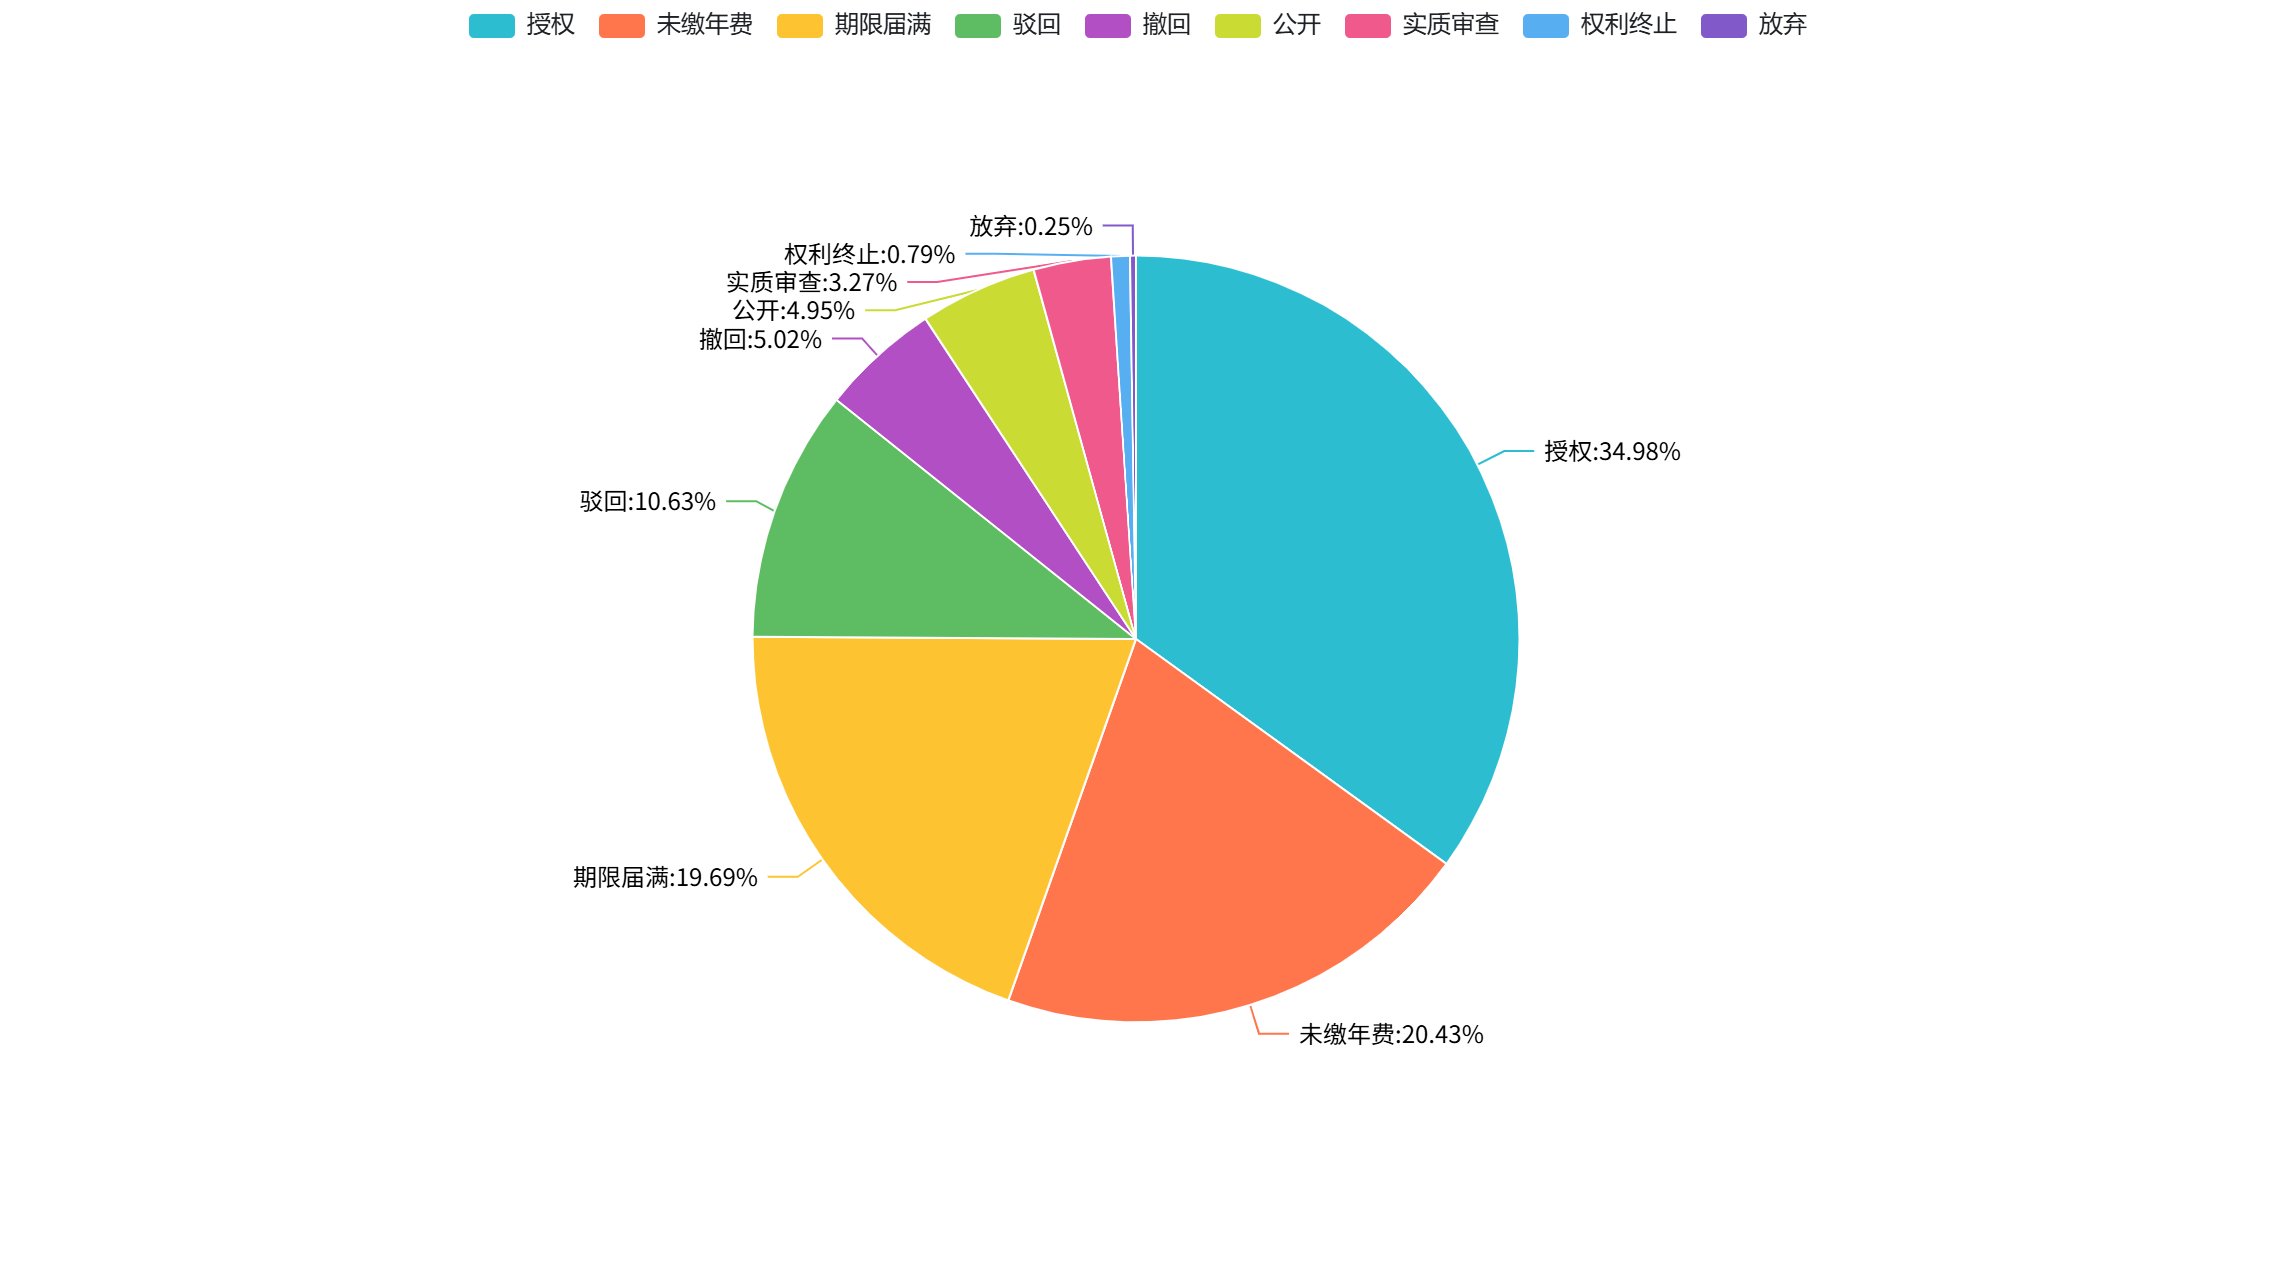 授权 未缴年费 期限届满 驳回 撤回 公开 实质审查 权利终止 放弃
放弃:0.25%
权利终止:0.79%
实质审查:3.27%
公开:4.95%
撤回:5.02%
授权:34.98%
驳回:10.63%
期限届满:19.69%
未缴年费:20.43%